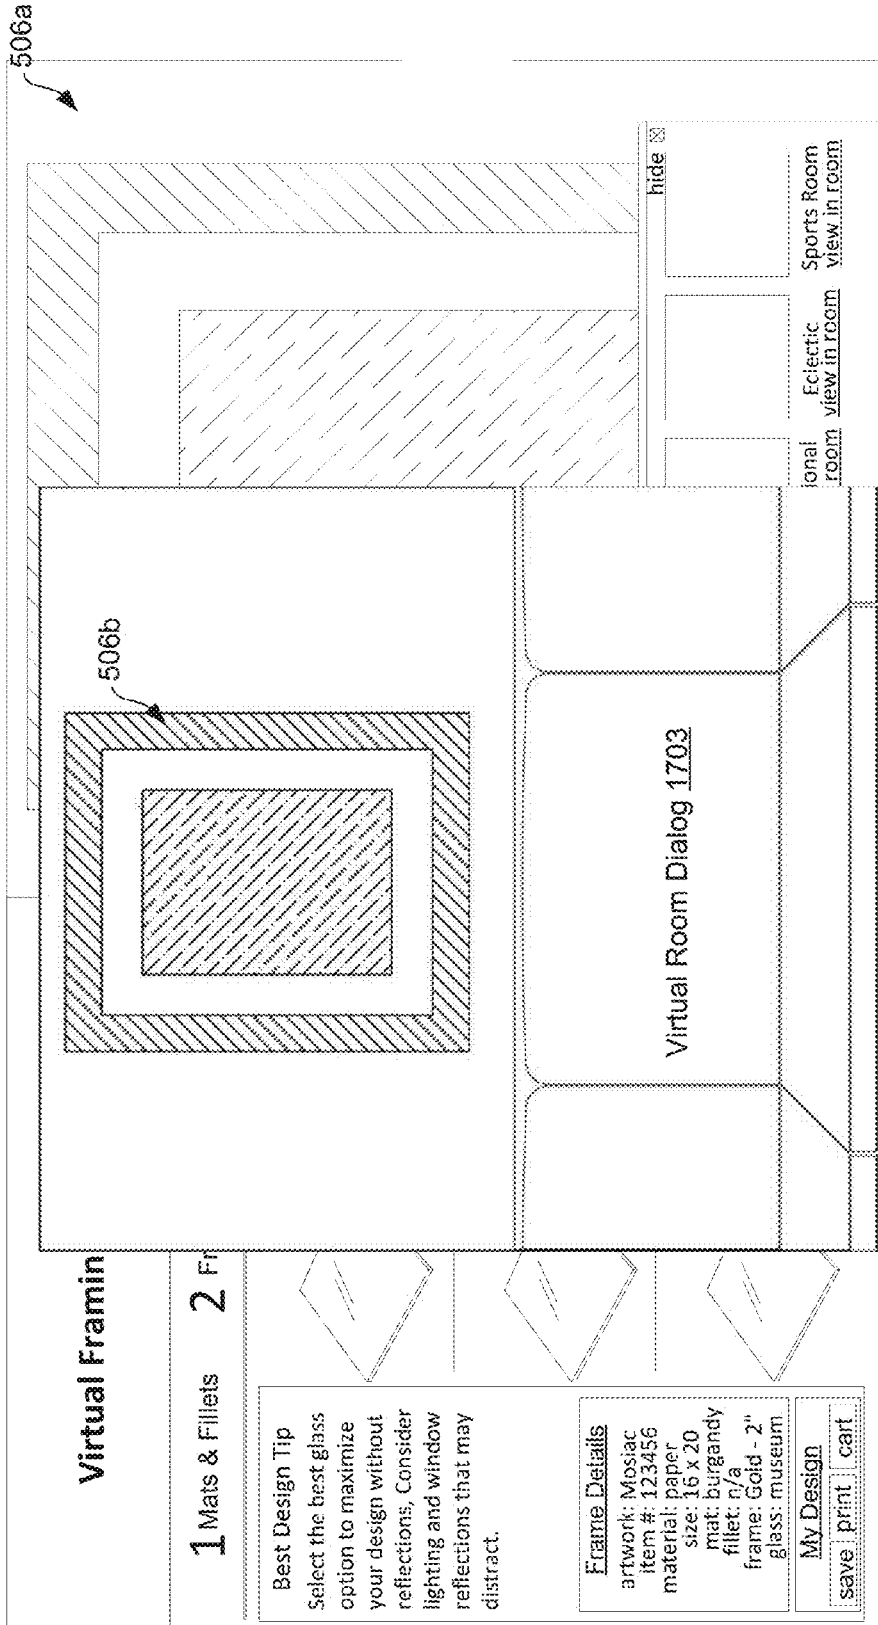 506a
Virtual Framin
1 Mats & Fillets
2 Fr
Best Design Tip
Select the best glass
option to maximize
your design without
reflections, Consider
lighting and window
reflections that may
distract.
Frame Details
artwork: Mosiac
item #: 123456
material: paper
size: 16 x 20
mat: burgandy
fillet: n/a
frame: Gold - 2"
glass: museum
My Design
save print cart
506b
Virtual Room Dialog 1703
hide
ional
room
Eclectic
view in room
Sports Room
view in room